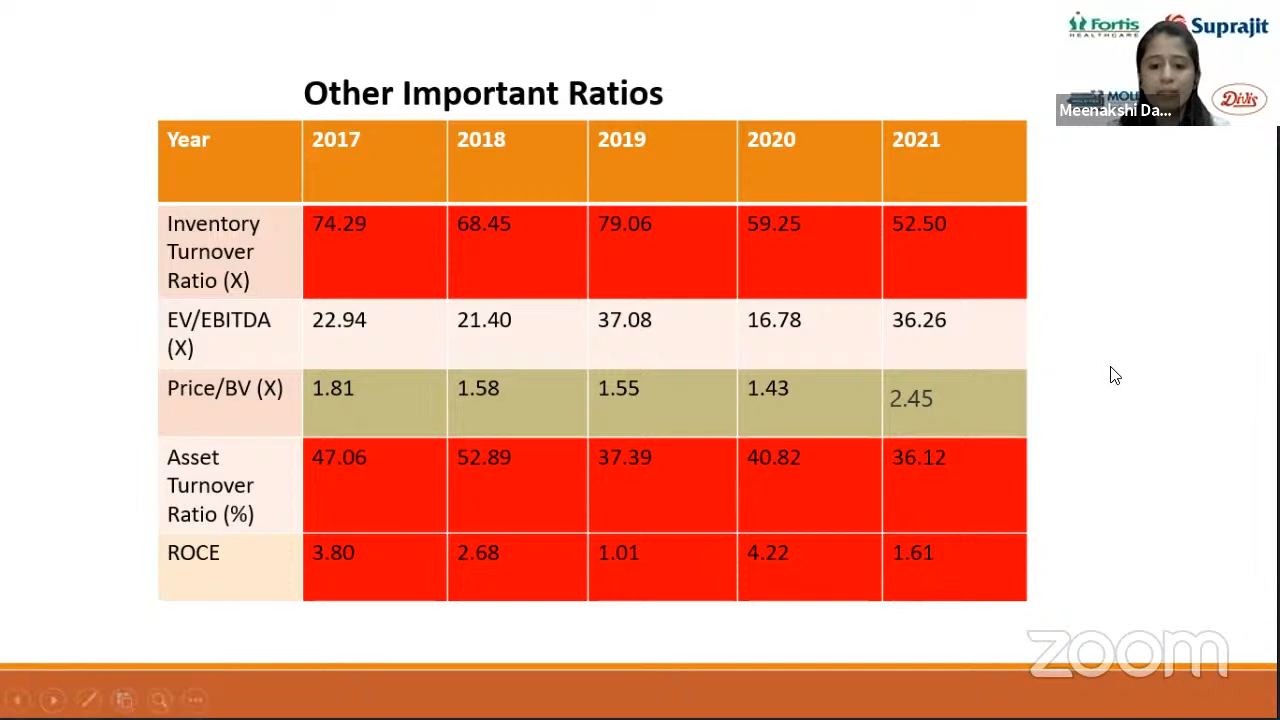 Fortis
HEALTHCARE
Suprajit
MOL
Divis
Meenakshi Da...
Other Important Ratios
Year 2017 2018 2019 2020 2021
Inventory
Turnover
Ratio (X) 74.29 68.45 79.06 59.25 52.50
EV/EBITDA
(X) 22.94 21.40 37.08 16.78 36.26
Price/BV (X) 1.81 1.58 1.55 1.43 2.45
Asset
Turnover
Ratio (%) 47.06 52.89 37.39 40.82 36.12
ROCE 3.80 2.68 1.01 4.22 1.61
zoom